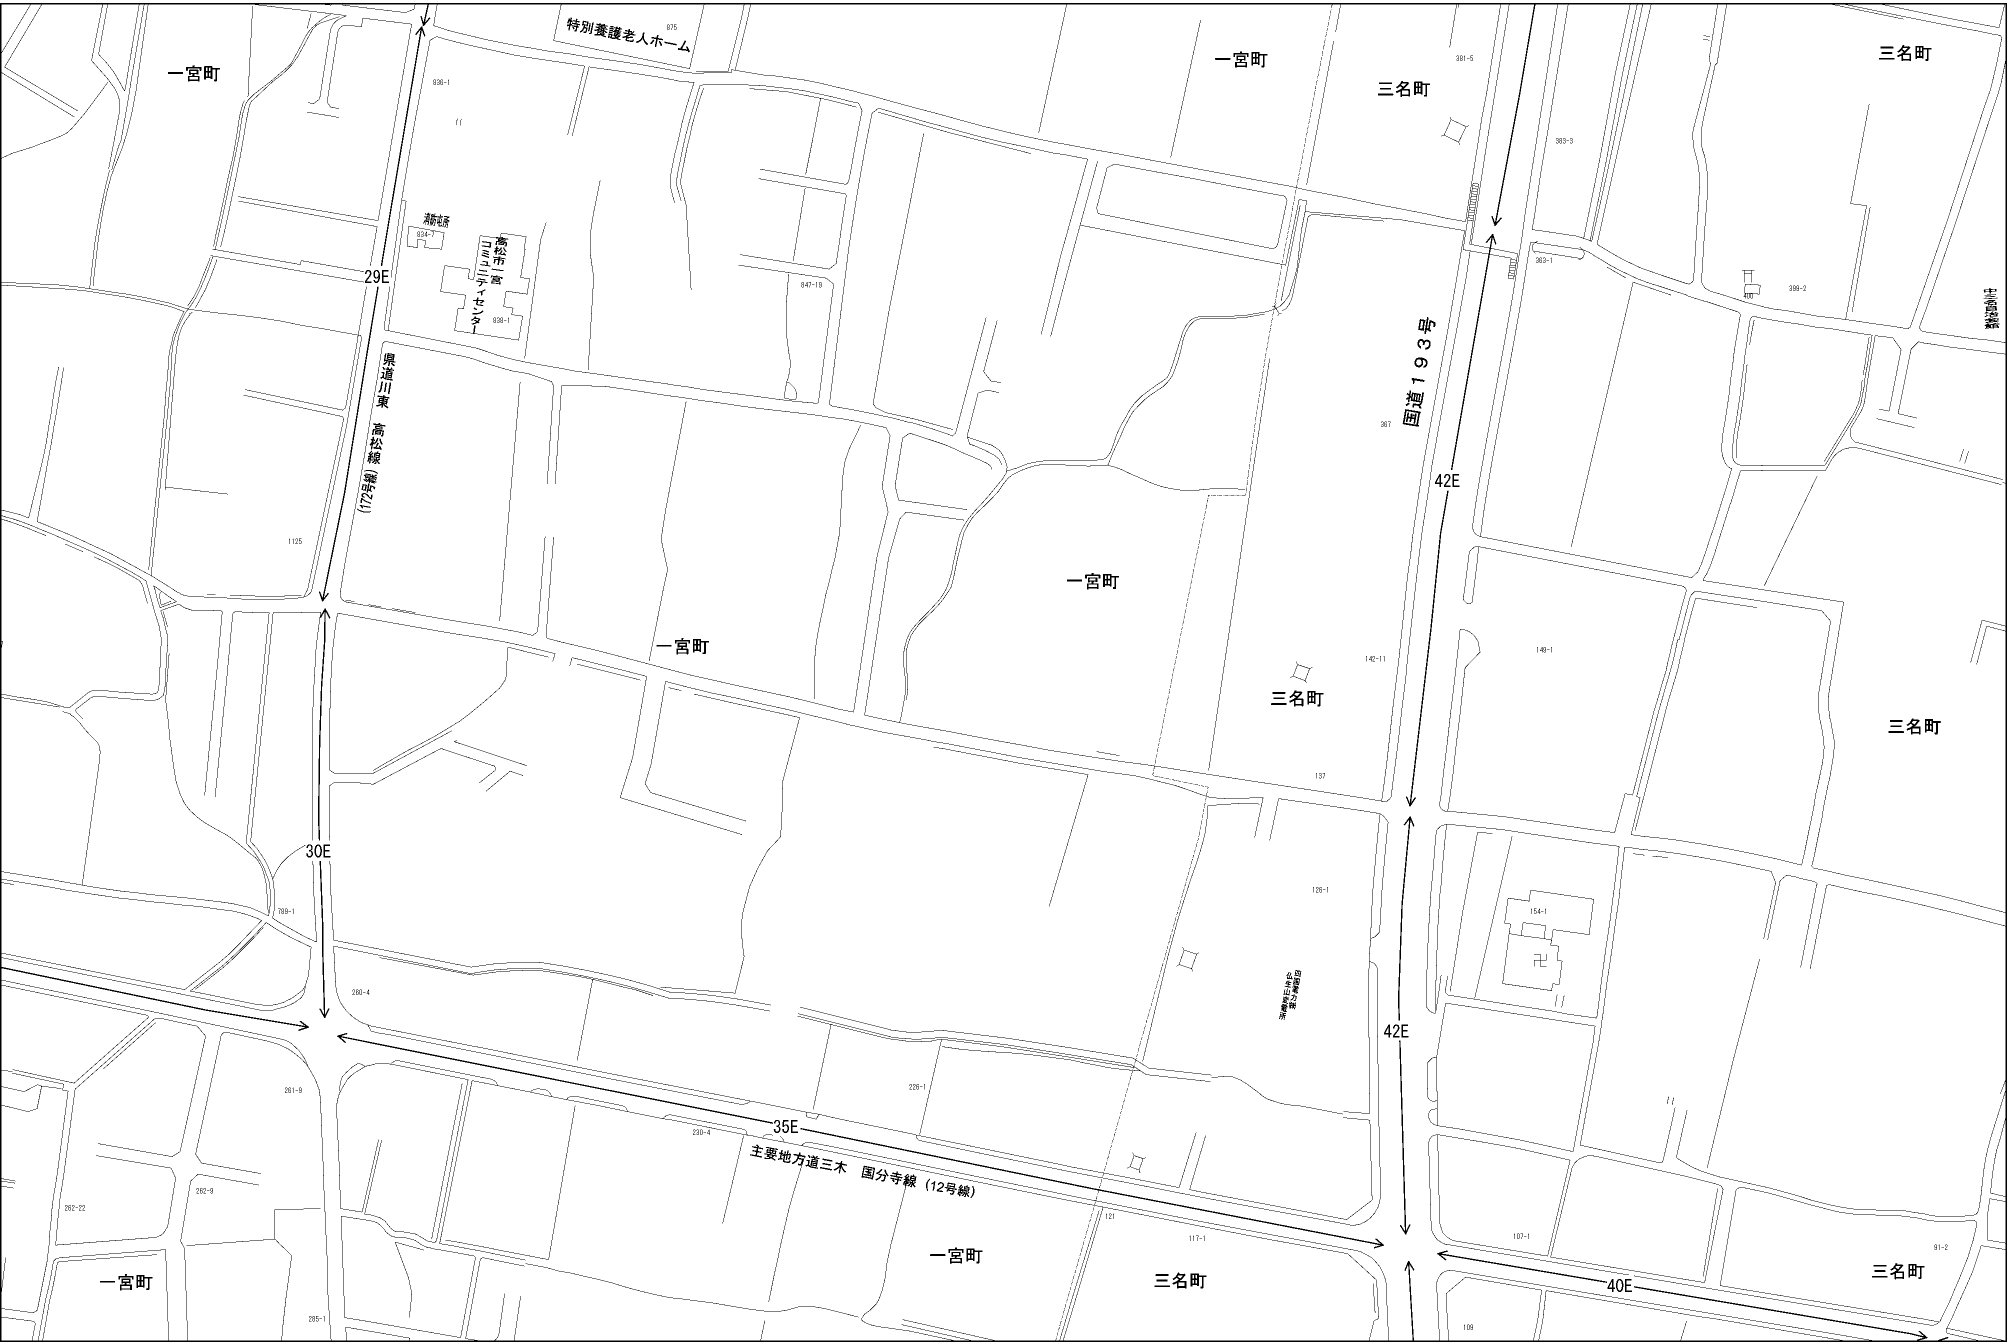 特別養護老人ホーム
875
一宮町
一宮町
三名町
381-5
三名町
836-1
383-3
消防屯所
834-7
高松市一宮
コミュニティセンター
838-1
847-19
363-1
400
399-2
29E
県道川東 高松線
(172号線)
国道193号
367
42E
1125
一宮町
一宮町
142-11
三名町
149-1
三名町
137
30E
799-1
126-1
154-1
260-4
42E
261-9
226-1
230-4
35E
主要地方道三木 国分寺線 (12号線)
262-9
262-22
121
117-1
107-1
91-2
一宮町
一宮町
三名町
三名町
40E
285-1
109